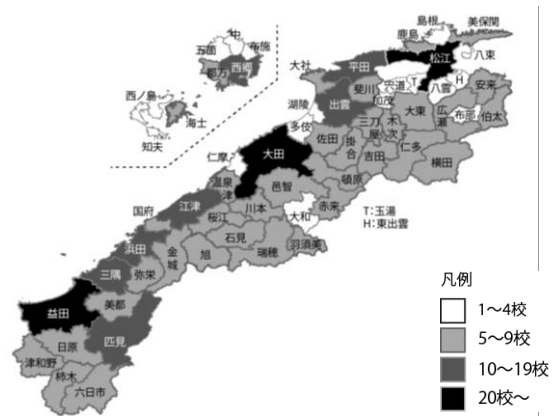 中
五箇
布施
都万
西郷
西ノ島
海士
知夫
島根
美保関
鹿島
松江
八束
大社
平田
宍道
T
H
八雲
安来
湖陵
出雲
斐川
加茂
大東
広瀬
布部
伯太
多伎
佐田
掛合
三刀屋
木次
吉田
仁多
横田
仁摩
大田
頓原
温泉津
邑智
赤来
国府
江津
桜江
川本
大和
T:玉湯
H:東出雲
浜田
金城
旭
石見
瑞穂
羽須美
三隅
弥栄
益田
美都
匹見
日原
津和野
柿木
六日市
凡例
1〜4校
5〜9校
10〜19校
20校〜